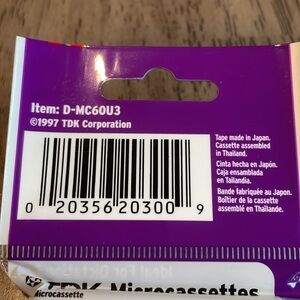 Item: D-MC60U3
©1997 TDK Corporation
Tape made in Japan.
Cassette assembled
in Thailand.
Cinta hecha en Japón.
Caja ensamblada
en Tailandia.
Bande fabriquée au Japon.
Boîtier de la cassette
assemblé en Thaïlande.
0 20356 20300 9
TDK Microcassettes
Microcassette